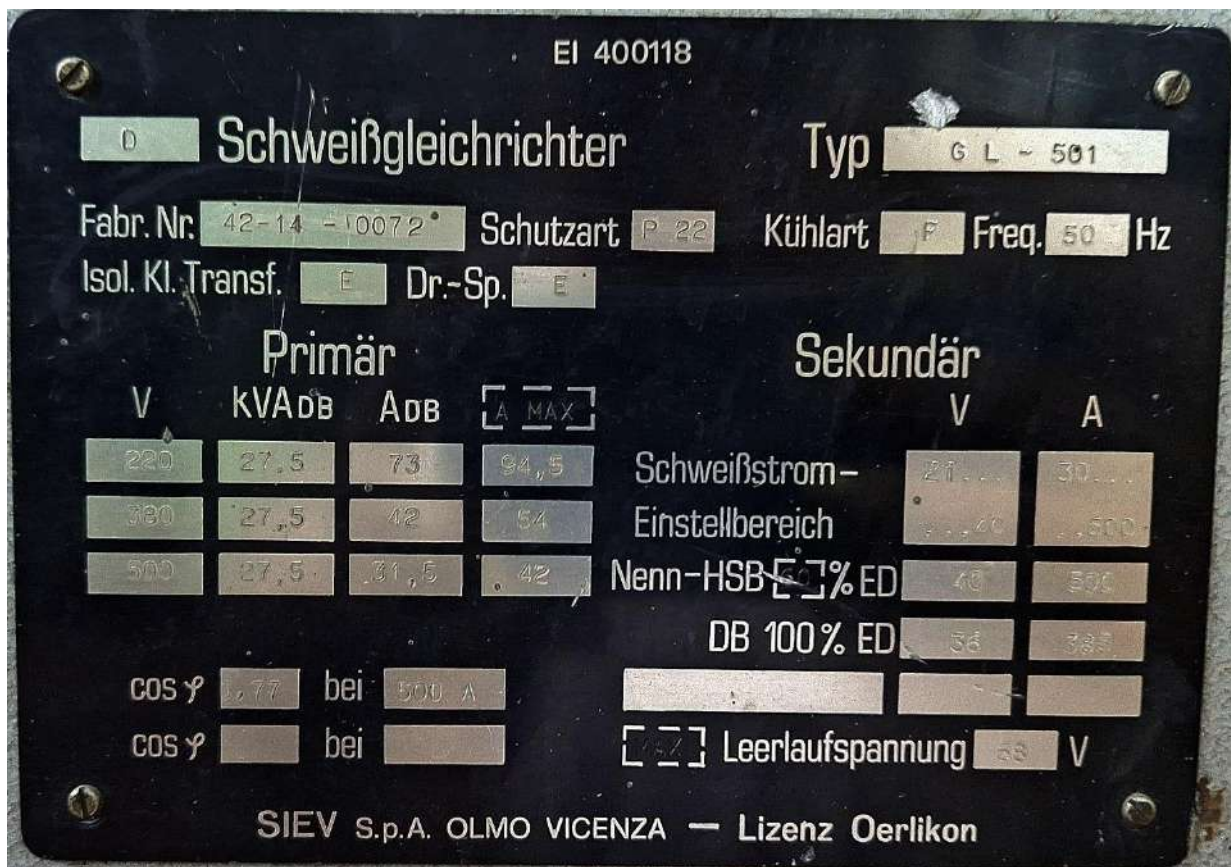 EI 400118
D Schweißgleichrichter Typ GL-501
Fabr. Nr. 42-14-0072 Schutzart P 22 Kühlart F Freq. 50 Hz
Isol. Kl. Transf. E Dr.-Sp. E
Primär Sekundär
V KVADB ADB A MAX V A
220 27,5 73 94,5 Schweißstrom- 21... 30...
380 27,5 42 54 Einstellbereich ...40 ...500
500 27,5 31,5 42 Nenn-HSB % ED 40 500
DB 100% ED 36
cos φ ,77 bei 500 A
cos φ bei MAX Leerlaufspannung V
SIEV S.p.A. OLMO VICENZA — Lizenz Oerlikon